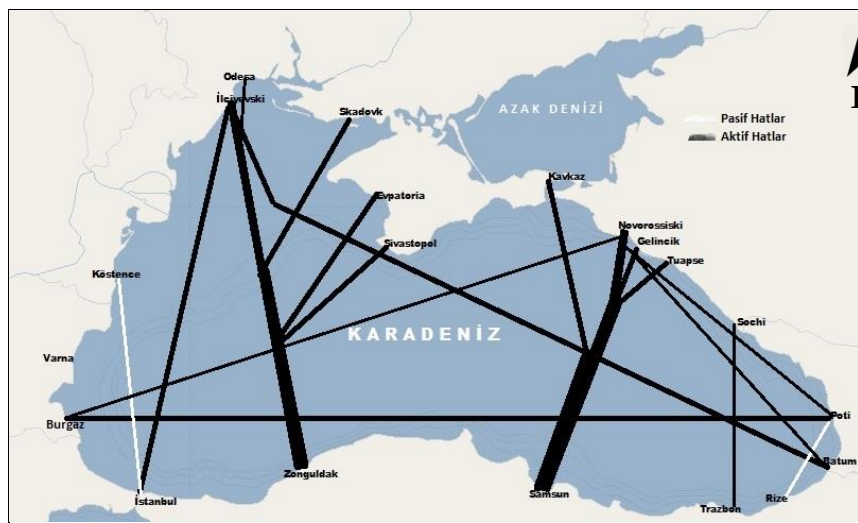 Odesa
İlciyevski
Skadovk
AZAK DENİZİ
Pasif Hatlar
Aktif Hatlar
Kavkaz
Evpatoria
Novorossiski
Gelincik
Sivastopol
Tuapse
Köstence
Sochi
KARADENİZ
Varna
Burgaz
Poti
Batum
Zonguldak
İstanbul
Samsun
Rize
Trazbon